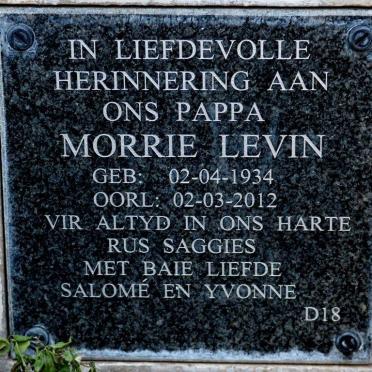 IN LIEFDEVOLLE
HERINNERING AAN
ONS PAPPA
MORRIE LEVIN
GEB: 02-04-1934
OORL: 02-03-2012
VIR ALTYD IN ONS HARTE
RUS SAGGIES
MET BAIE LIEFDE
SALOMÉ EN YVONNE
D18